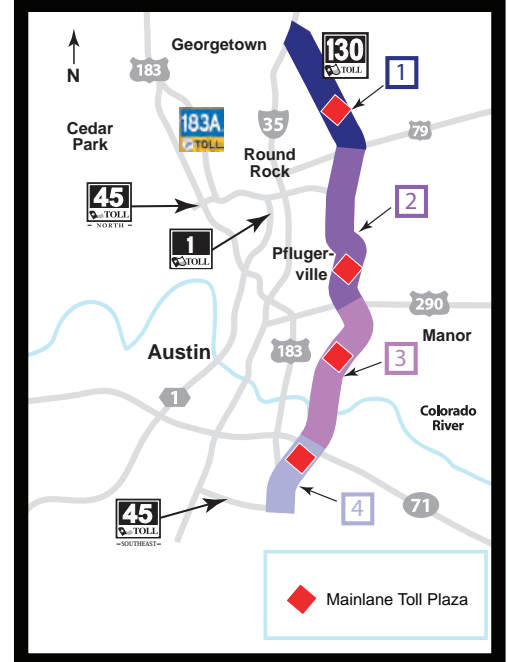 Georgetown
130
TOLL
N
183
1
183A
TOLL
35
79
Cedar
Park
Round
Rock
45
TOLL
NORTH
2
1
TOLL
Pfluger-
ville
290
Manor
Austin
183
3
1
Colorado
River
4
71
45
TOLL
SOUTHEAST
Mainlane Toll Plaza